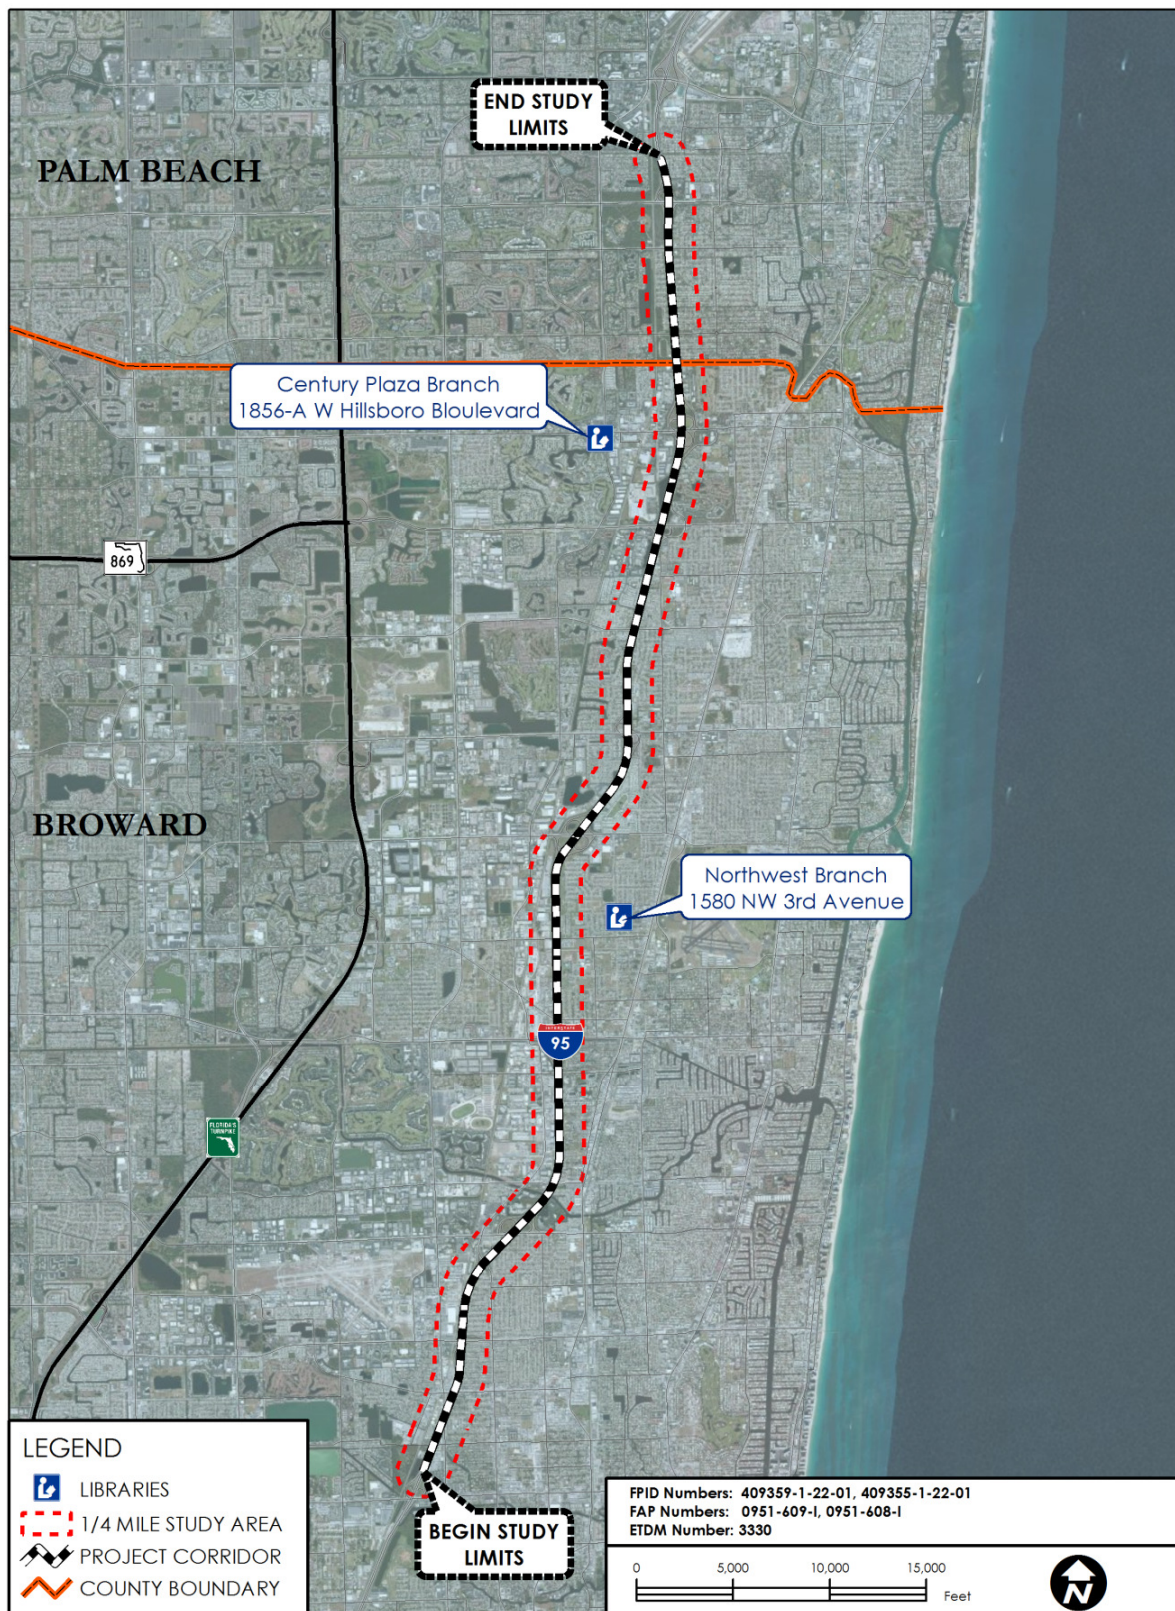 END STUDY
LIMITS
PALM BEACH
Century Plaza Branch
1856-A W Hillsboro Bloulevard
869
BROWARD
Northwest Branch
1580 NW 3rd Avenue
INTERSTATE
95
FLORIDA'S
TURNPIKE
LEGEND
LIBRARIES
1/4 MILE STUDY AREA
PROJECT CORRIDOR
COUNTY BOUNDARY
BEGIN STUDY
LIMITS
FPID Numbers: 409359-1-22-01, 409355-1-22-01
FAP Numbers: 0951-609-I, 0951-608-I
ETDM Number: 3330
0 5,000 10,000 15,000
Feet
N